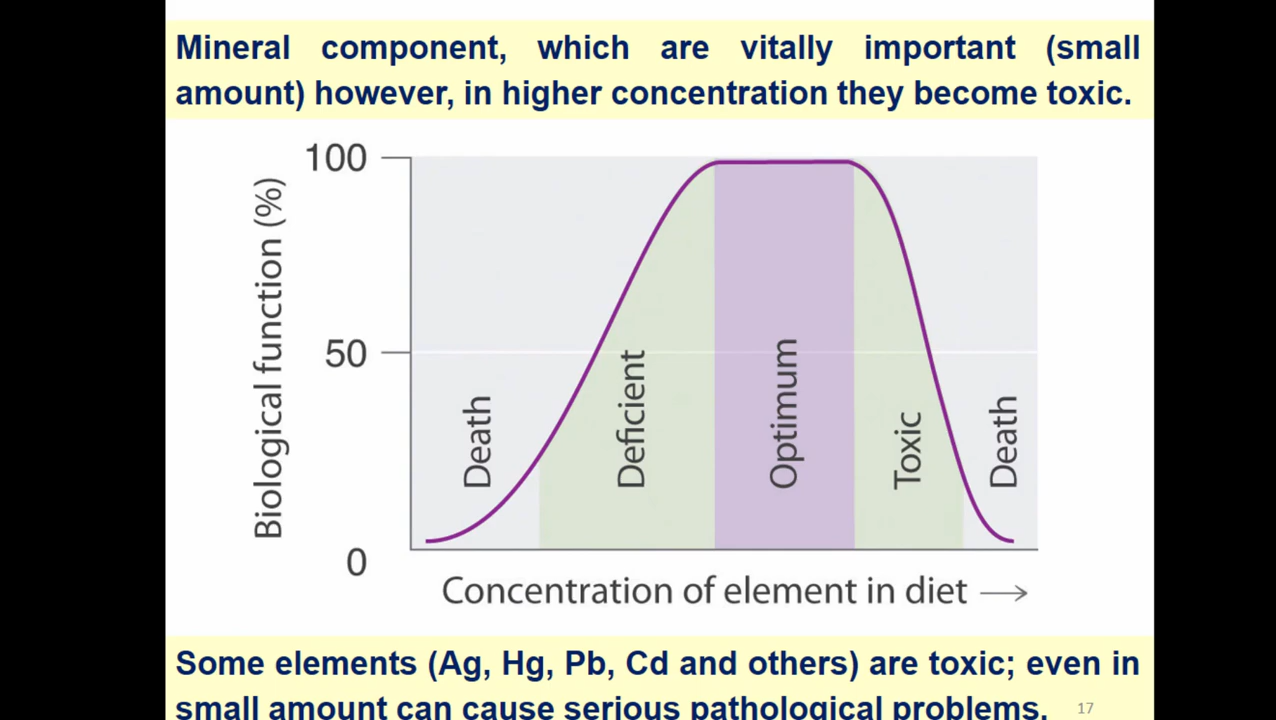 Mineral component, which are vitally important (small
amount) however, in higher concentration they become toxic.
100
50
0
Biological function (%)
Death
Deficient
Optimum
Toxic
Death
Concentration of element in diet →
Some elements (Ag, Hg, Pb, Cd and others) are toxic; even in
small amount can cause serious pathological problems.
17